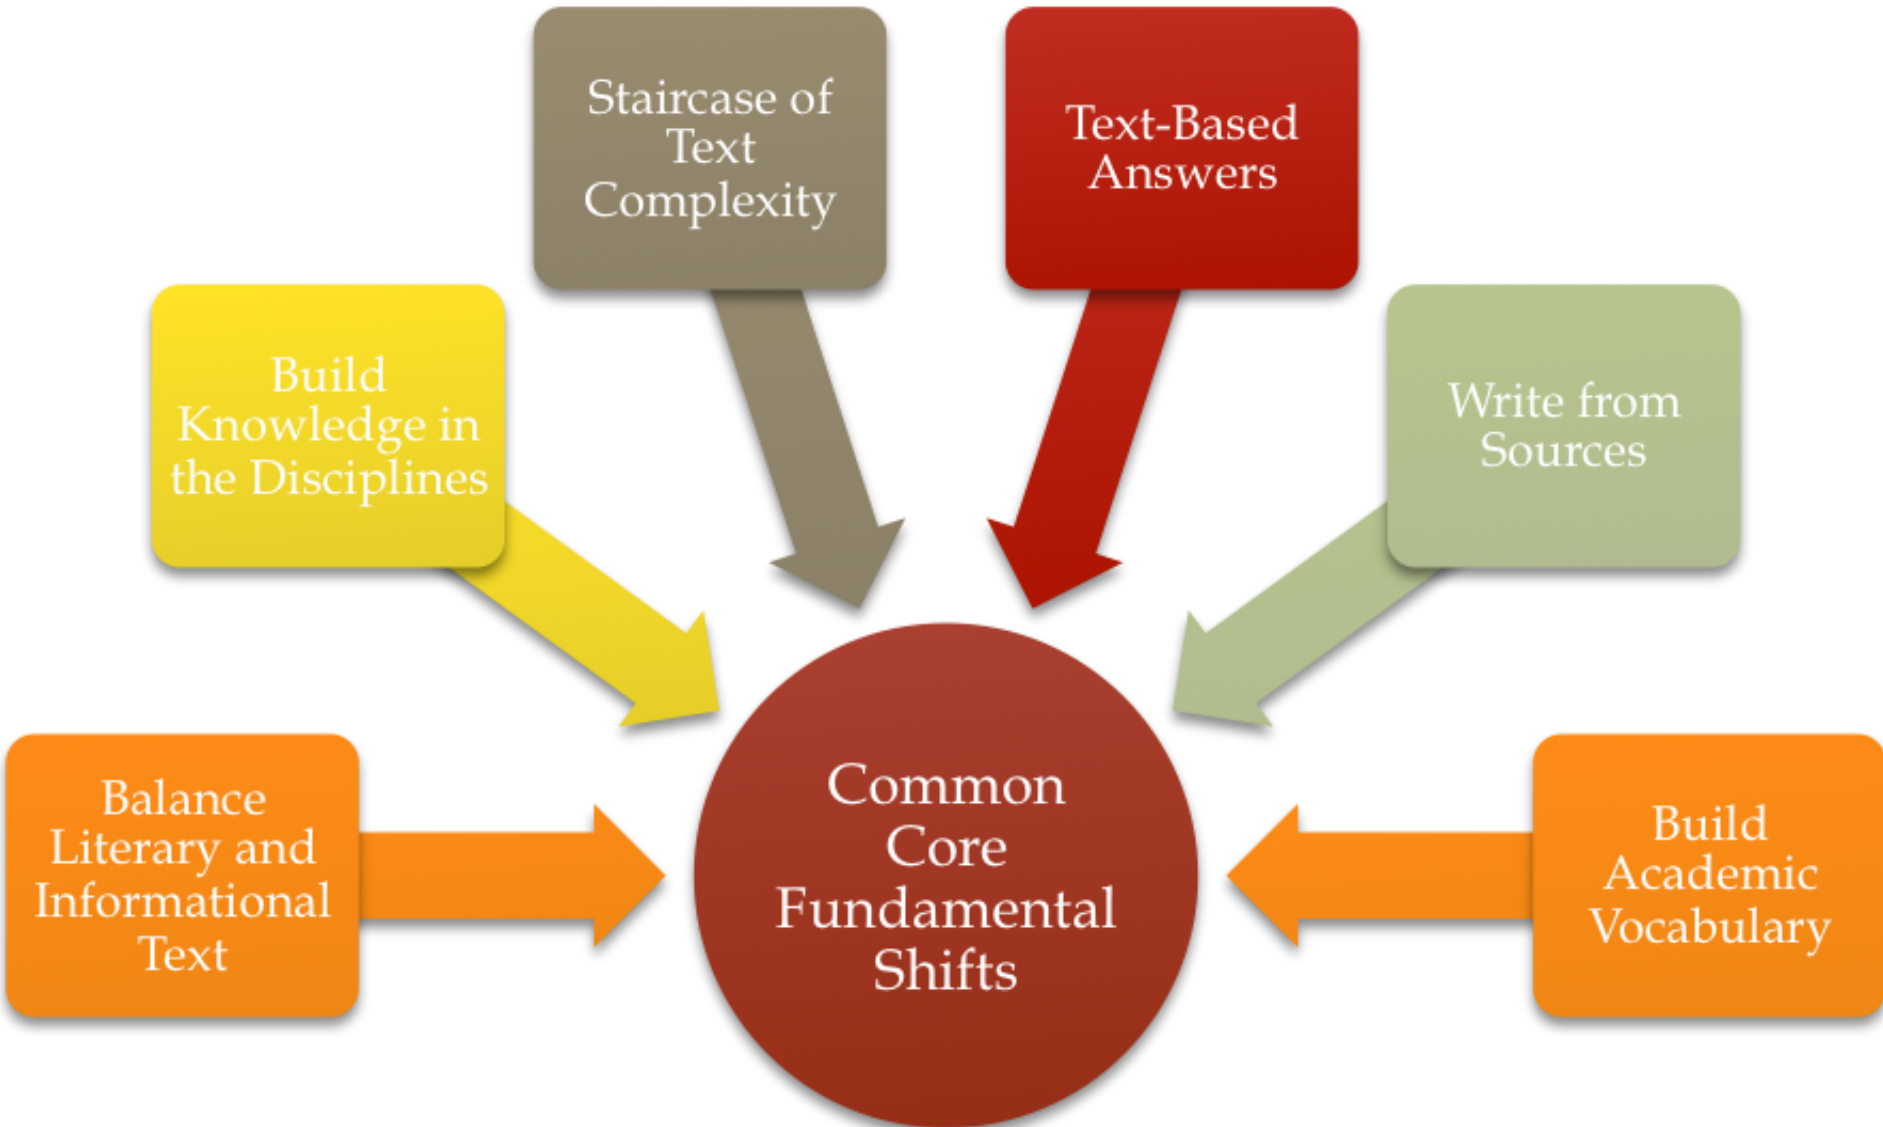 Staircase of
Text
Complexity
Text-Based
Answers
Build
Knowledge in
the Disciplines
Write from
Sources
Balance
Literary and
Informational
Text
Common
Core
Fundamental
Shifts
Build
Academic
Vocabulary